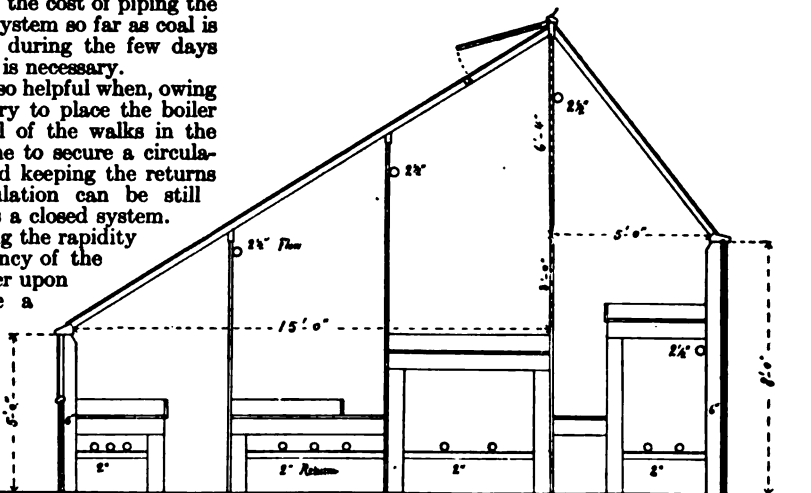 the cost of piping the
ystem so far as coal is
during the few days
is necessary.
so helpful when, owing
ry to place the boiler
l of the walks in the
ne to secure a circula-
d keeping the returns
ulation can be still
s a closed system.
g the rapidity
ncy of the
er upon
e a
2½"
6'-4"
2½"
5'-0"
2½" Flow
15'-0"
2½"
8'-0"
5'-0"
6"
6"
2"
2" Return
2"
2"